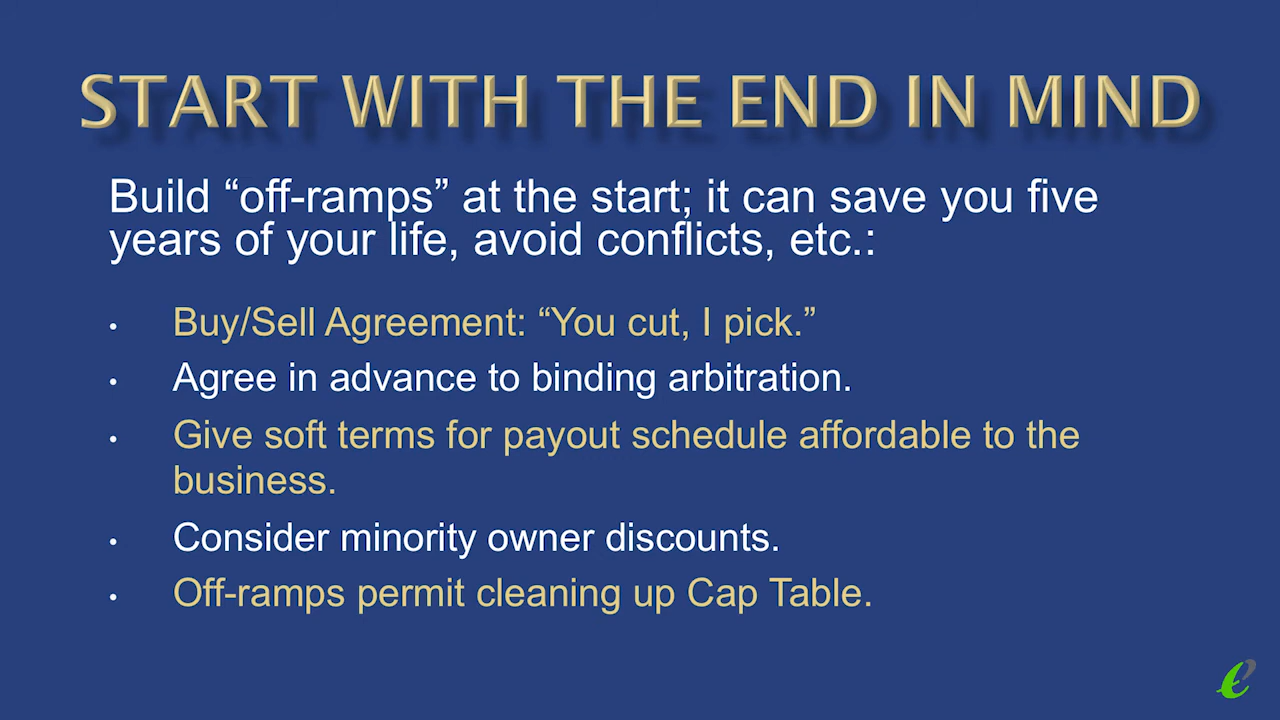 START WITH THE END IN MIND
Build “off-ramps” at the start; it can save you five
years of your life, avoid conflicts, etc.:
• Buy/Sell Agreement: “You cut, I pick.”
• Agree in advance to binding arbitration.
• Give soft terms for payout schedule affordable to the
business.
• Consider minority owner discounts.
• Off-ramps permit cleaning up Cap Table.
e